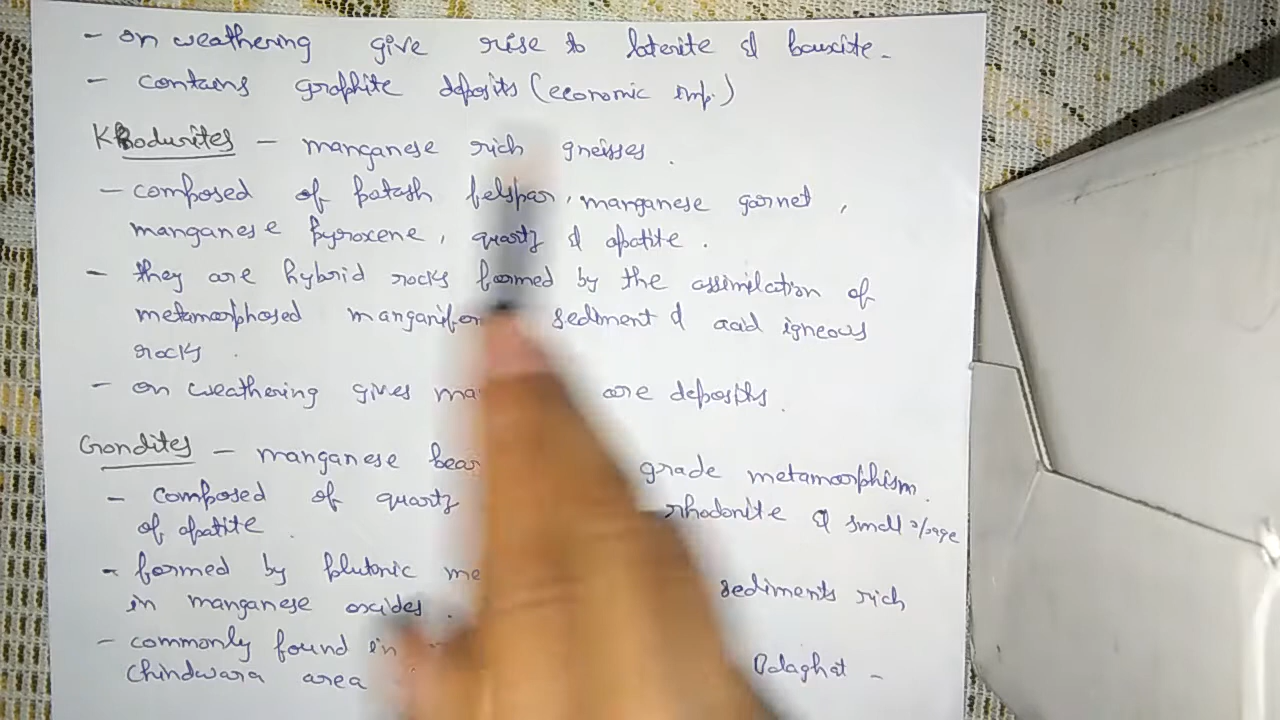 - on weathering give rise to laterite & bauxite.
- contains graphite deposits (economic imp.)
Khodurites - manganese rich gneisses.
- composed of potash felspar, manganese garnet,
manganese pyroxene, quartz & apatite.
- they are hybrid rocks formed by the assimilation of
metamorphosed sediment & acid igneous
rocks.
- on weathering gives ore deposits.
Gondites - manganese grade metamorphism.
- composed of quartz rhodonite & small %age
of apatite.
- formed by plutonic sediments rich
in manganese oxides.
- commonly found in Balaghat -
Chindwara area